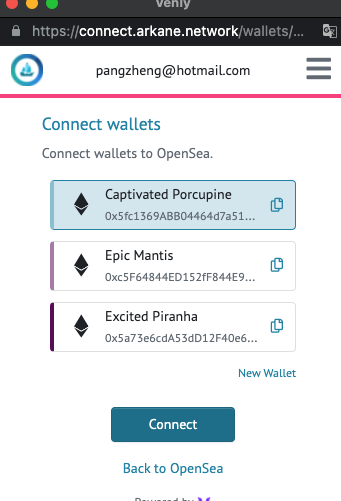 Venly
https://connect.arkane.network/wallets/...
pangzheng@hotmail.com
Connect wallets
Connect wallets to OpenSea.
Captivated Porcupine
0x5fc1369ABB04464d7a51...
Epic Mantis
0xc5F64844ED152fF844E9...
Excited Piranha
0x5a73e6cdA53dD12F40e6...
New Wallet
Connect
Back to OpenSea
Powered by